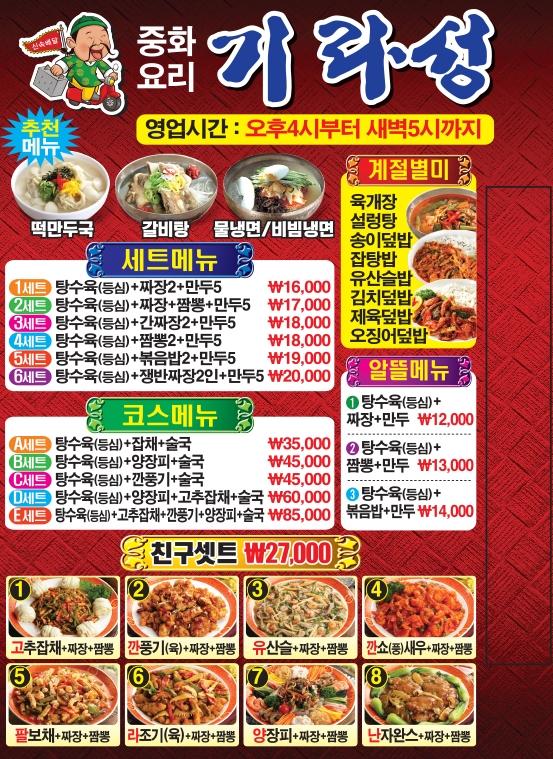 신속배달
중화
요리
기라성
영업시간 : 오후4시부터 새벽5시까지
추천
메뉴
떡만두국
갈비탕
물냉면/비빔냉면
세트메뉴
1세트 탕수육(등심)+짜장2+만두5 ₩16,000
2세트 탕수육(등심)+짜장+짬뽕+만두5 ₩17,000
3세트 탕수육(등심)+간짜장2+만두5 ₩18,000
4세트 탕수육(등심)+짬뽕2+만두5 ₩18,000
5세트 탕수육(등심)+볶음밥2+만두5 ₩19,000
6세트 탕수육(등심)+쟁반짜장2인+만두5 ₩20,000
코스메뉴
A세트 탕수육(등심)+잡채+술국 ₩35,000
B세트 탕수육(등심)+양장피+술국 ₩45,000
C세트 탕수육(등심)+깐풍기+술국 ₩45,000
D세트 탕수육(등심)+양장피+고추잡채+술국 ₩60,000
E세트 탕수육(등심)+고추잡채+깐풍기+양장피+술국 ₩85,000
계절별미
육개장
설렁탕
송이덮밥
잡탕밥
유산슬밥
김치덮밥
제육덮밥
오징어덮밥
알뜰메뉴
1 탕수육(등심)+
짜장+만두 ₩12,000
2 탕수육(등심)+
짬뽕+만두 ₩13,000
3 탕수육(등심)+
볶음밥+만두 ₩14,000
친구셋트 ₩27,000
1
고추잡채+짜장+짬뽕
2
깐풍기(육)+짜장+짬뽕
3
유산슬+짜장+짬뽕
4
깐쇼(풍)새우+짜장+짬뽕
5
팔보채+짜장+짬뽕
6
라조기(육)+짜장+짬뽕
7
양장피+짜장+짬뽕
8
난자완스+짜장+짬뽕